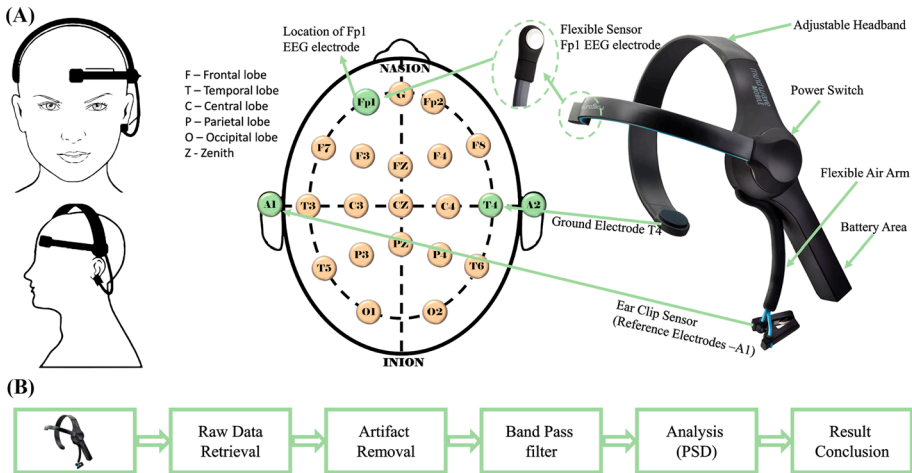 (A)
Location of Fp1
EEG electrode
F – Frontal lobe
T – Temporal lobe
C – Central lobe
P – Parietal lobe
O – Occipital lobe
Z - Zenith
NASION
Fp1
Fp2
F7
F3
FZ
F4
F8
A1
T3
C3
CZ
C4
T4
A2
T5
P3
PZ
P4
T6
O1
O2
INION
Flexible Sensor
Fp1 EEG electrode
Adjustable Headband
Power Switch
Flexible Air Arm
Ground Electrode T4
Battery Area
Ear Clip Sensor
(Reference Electrodes –A1)
(B)
Raw Data
Retrieval
Artifact
Removal
Band Pass
filter
Analysis
(PSD)
Result
Conclusion